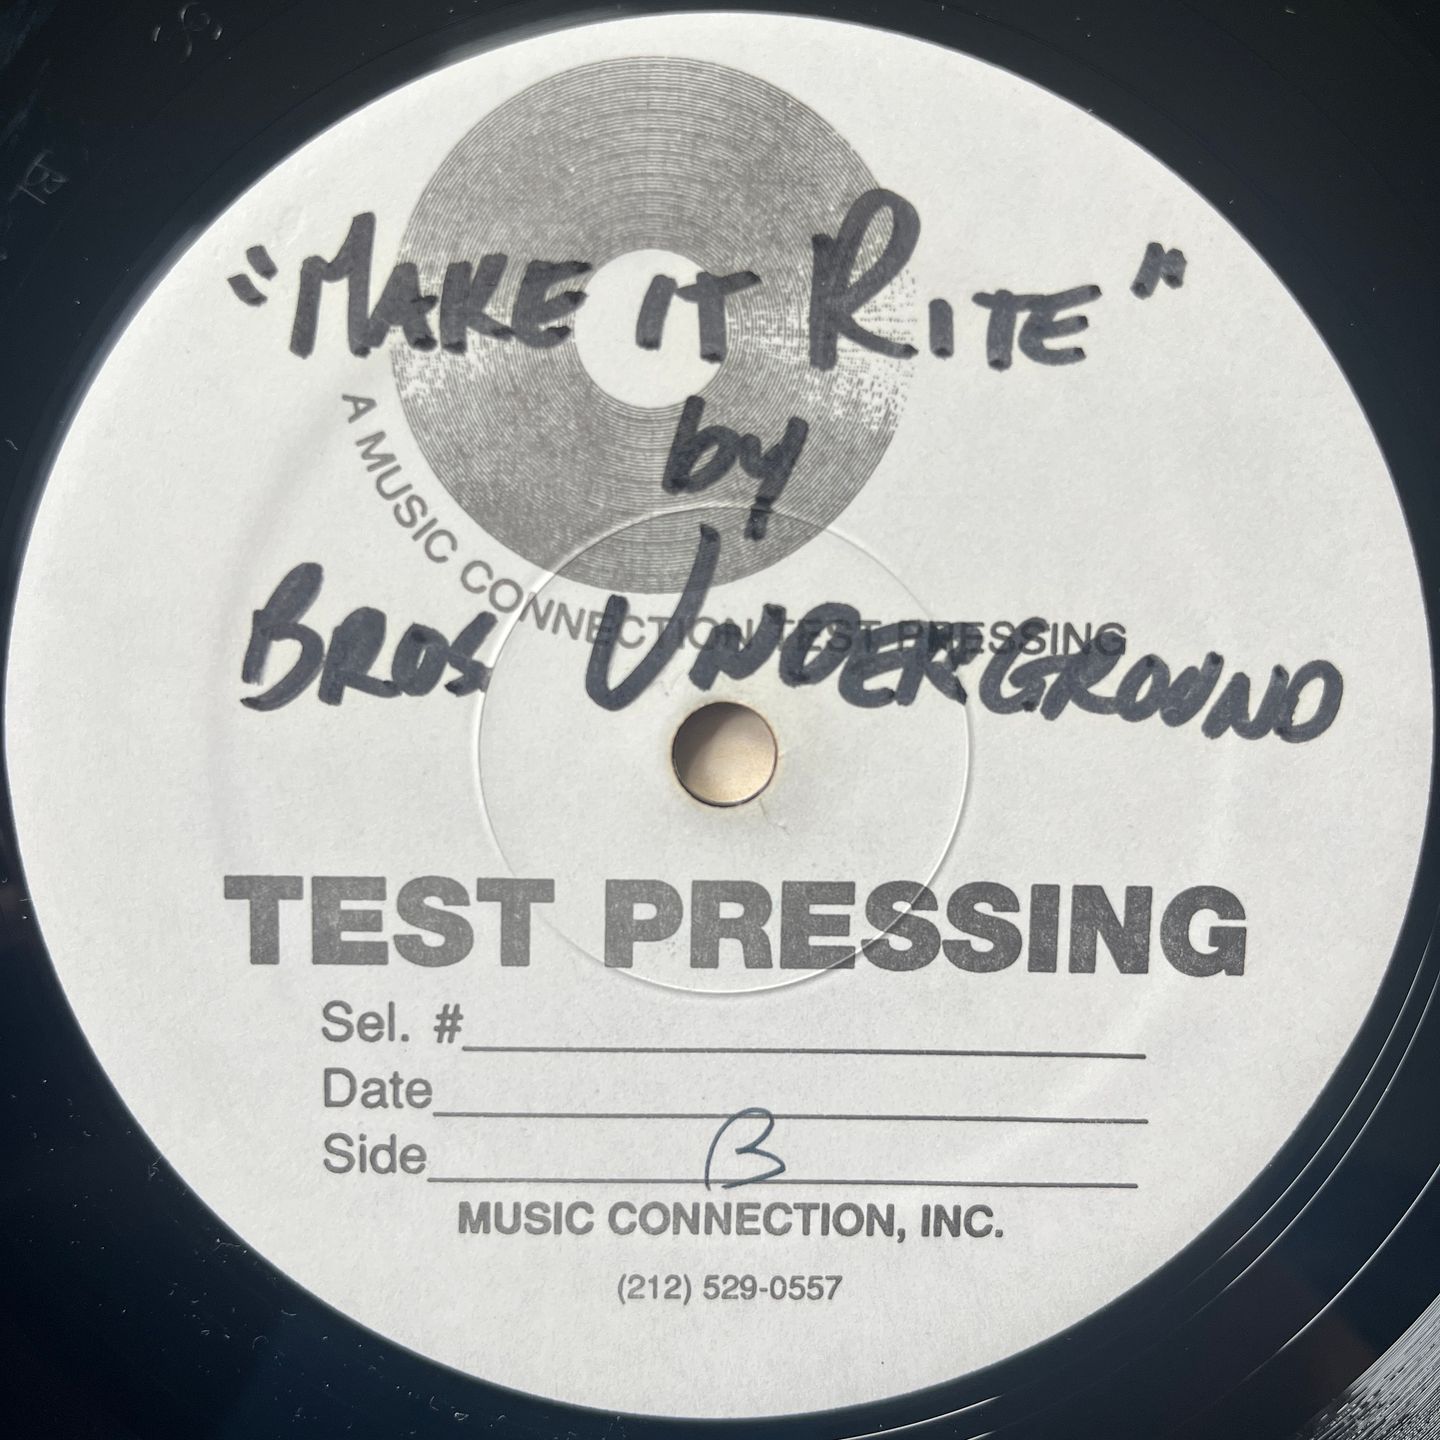 "MAKE IT RITE"
by
A MUSIC CONNECTION TEST PRESSING
BROS. UNDERGROUND
TEST PRESSING
Sel. #
Date
Side B
MUSIC CONNECTION, INC.
(212) 529-0557